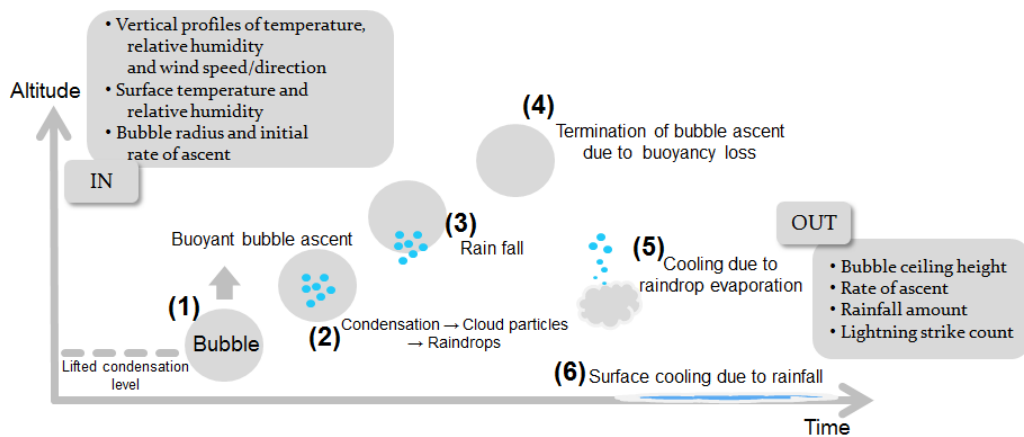 • Vertical profiles of temperature,
relative humidity
and wind speed/direction
• Surface temperature and
relative humidity
• Bubble radius and initial
rate of ascent
IN
Altitude
(4)
Termination of bubble ascent
due to buoyancy loss
(3)
Rain fall
Buoyant bubble ascent
(1)
Bubble
(2)
Condensation → Cloud particles
→ Raindrops
Lifted condensation
level
(5)
Cooling due to
raindrop evaporation
OUT
• Bubble ceiling height
• Rate of ascent
• Rainfall amount
• Lightning strike count
(6)
Surface cooling due to rainfall
Time